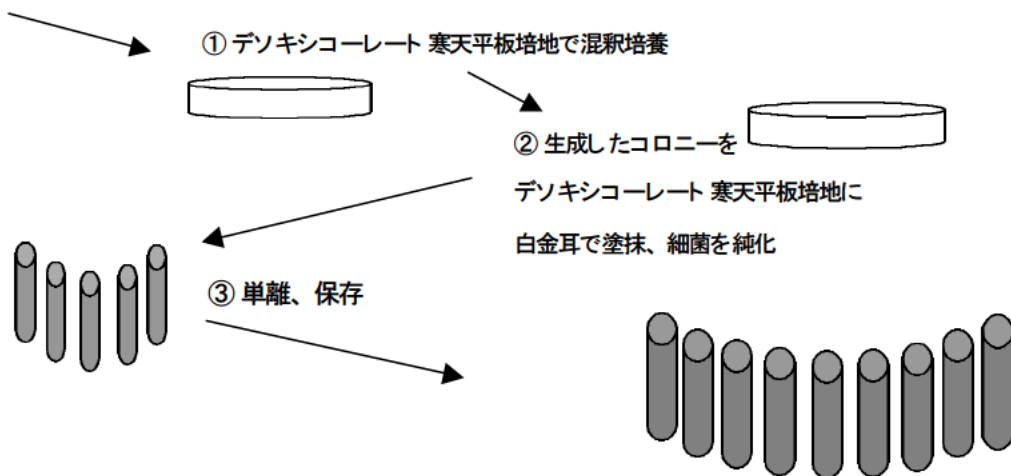 ① デソキシコーレート 寒天平板培地で混釈培養
② 生成したコロニーを
デソキシコーレート 寒天平板培地に
白金耳で塗抹、細菌を純化
③ 単離、保存